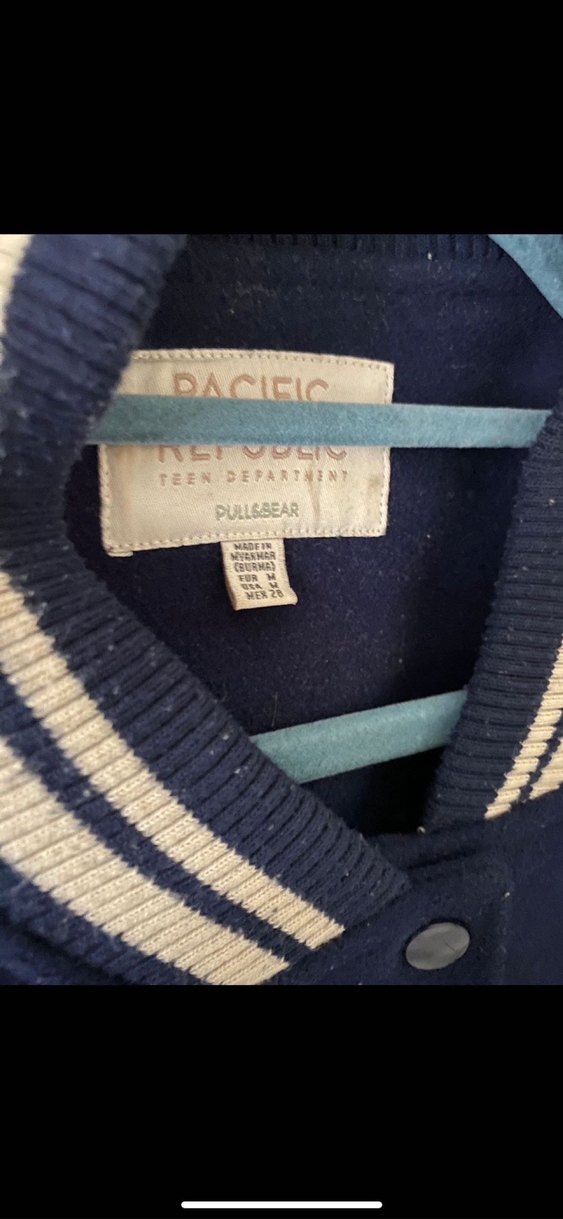 PACIFIC
REPUBLIC
TEEN DEPARTMENT
PULL&BEAR
MADE IN
MYANMAR
(BURMA)
EUR M
USA M
MEX 28